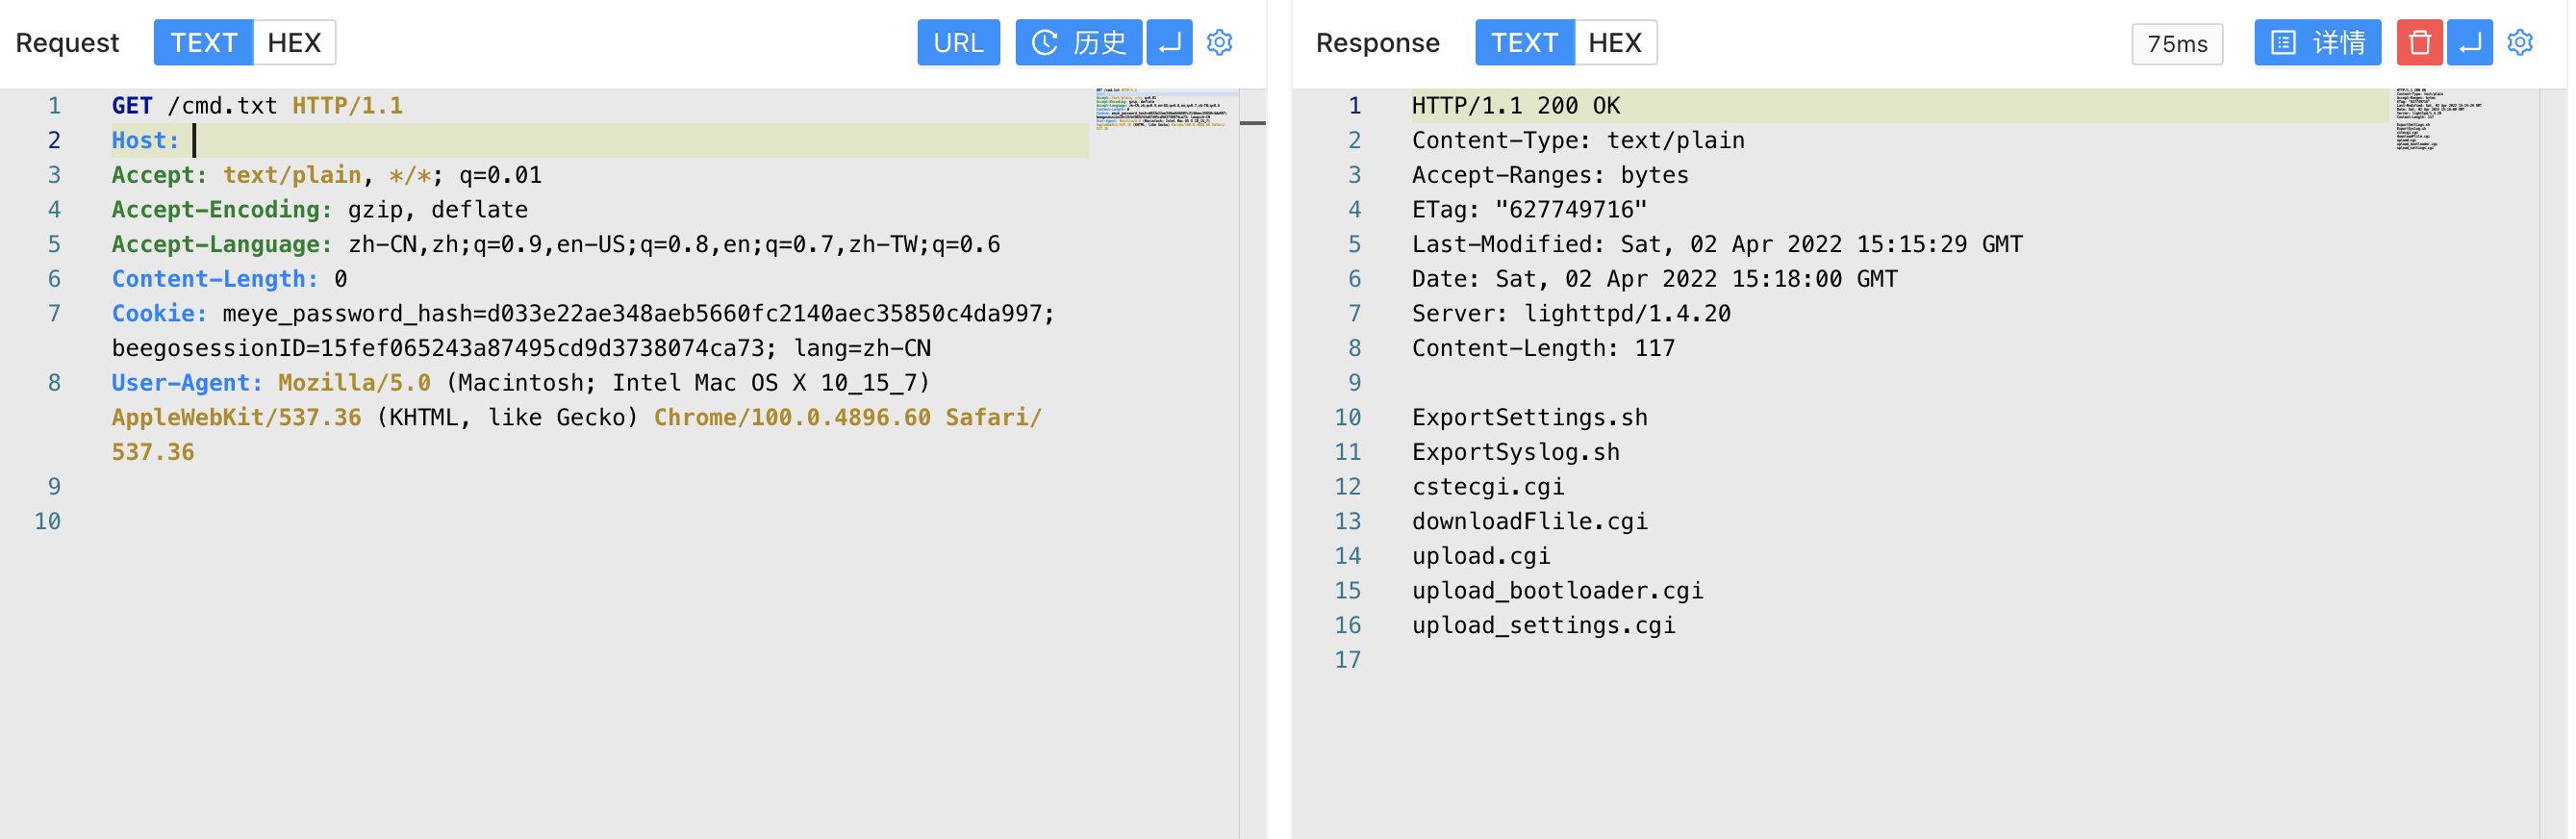 Request TEXT HEX URL 历史
1 GET /cmd.txt HTTP/1.1
2 Host:
3 Accept: text/plain, */*; q=0.01
4 Accept-Encoding: gzip, deflate
5 Accept-Language: zh-CN,zh;q=0.9,en-US;q=0.8,en;q=0.7,zh-TW;q=0.6
6 Content-Length: 0
7 Cookie: meye_password_hash=d033e22ae348aeb5660fc2140aec35850c4da997;
beegosessionID=15fef065243a87495cd9d3738074ca73; lang=zh-CN
8 User-Agent: Mozilla/5.0 (Macintosh; Intel Mac OS X 10_15_7)
AppleWebKit/537.36 (KHTML, like Gecko) Chrome/100.0.4896.60 Safari/
537.36
9
10
Response TEXT HEX 75ms 详情
1 HTTP/1.1 200 OK
2 Content-Type: text/plain
3 Accept-Ranges: bytes
4 ETag: "627749716"
5 Last-Modified: Sat, 02 Apr 2022 15:15:29 GMT
6 Date: Sat, 02 Apr 2022 15:18:00 GMT
7 Server: lighttpd/1.4.20
8 Content-Length: 117
9
10 ExportSettings.sh
11 ExportSyslog.sh
12 cstecgi.cgi
13 downloadFlile.cgi
14 upload.cgi
15 upload_bootloader.cgi
16 upload_settings.cgi
17